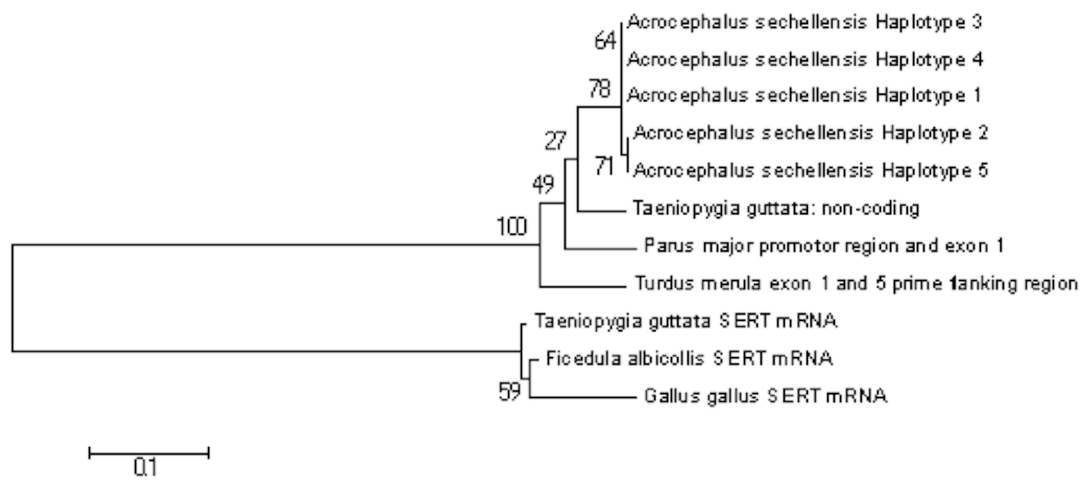 Acrocephalus sechellensis Haplotype 3
64
Acrocephalus sechellensis Haplotype 4
78
Acrocephalus sechellensis Haplotype 1
Acrocephalus sechellensis Haplotype 2
27
71
Acrocephalus sechellensis Haplotype 5
49
Taeniopygia guttata: non-coding
100
Parus major promotor region and exon 1
Turdus merula exon 1 and 5 prime flanking region
Taeniopygia guttata SERT mRNA
Ficedula albicollis SERT mRNA
59
Gallus gallus SERT mRNA
0.1